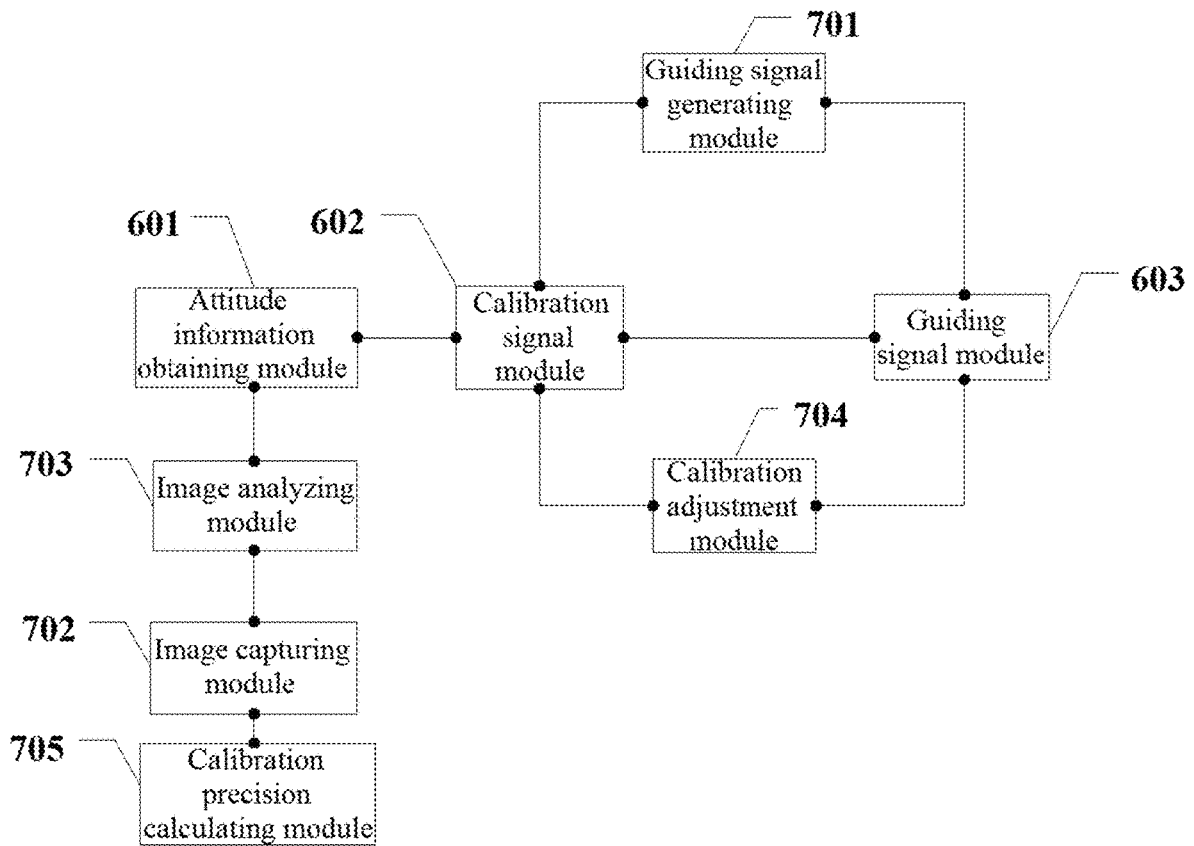 701
Guiding signal
generating
module
601
602
603
Attitude
information
obtaining module
Calibration
signal
module
Guiding
signal module
704
703
Image analyzing
module
Calibration
adjustment
module
702
Image capturing
module
705
Calibration
precision
calculating module